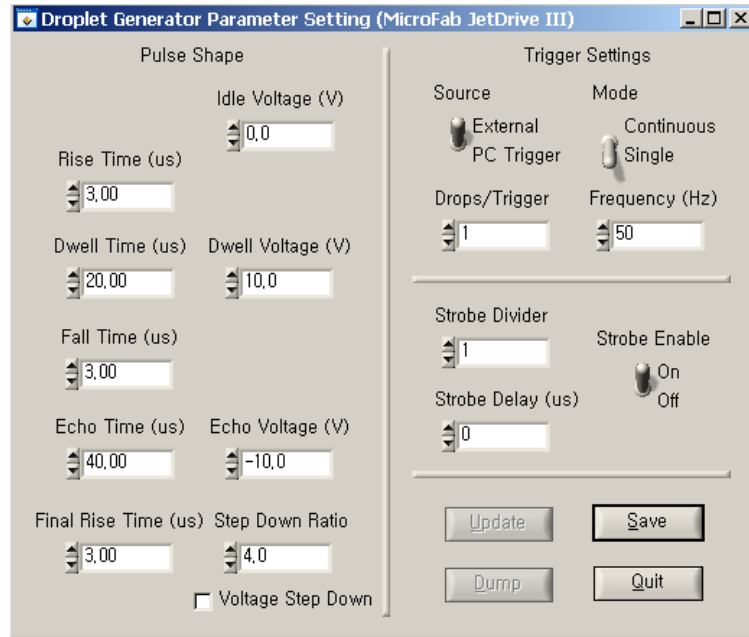 Droplet Generator Parameter Setting (MicroFab JetDrive III)
Pulse Shape
Idle Voltage (V)
0,0
Rise Time (us)
3,00
Dwell Time (us) Dwell Voltage (V)
20,00 10,0
Fall Time (us)
3,00
Echo Time (us) Echo Voltage (V)
40,00 -10,0
Final Rise Time (us) Step Down Ratio
3,00 4,0
Voltage Step Down
Trigger Settings
Source Mode
External Continuous
PC Trigger Single
Drops/Trigger Frequency (Hz)
1 50
Strobe Divider
1
Strobe Enable
On
Off
Strobe Delay (us)
0
Update Save
Dump Quit